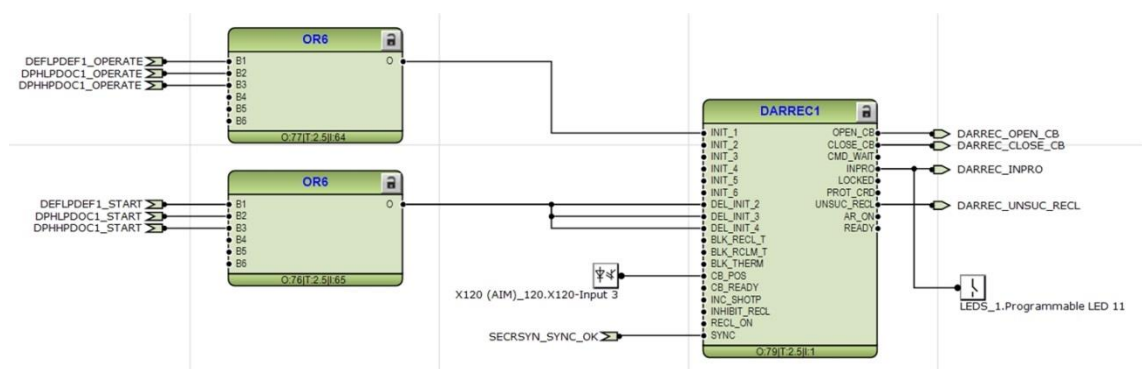 OR6
DEFLPDEF1_OPERATE
DPHLPDOC1_OPERATE
DPHHPDOC1_OPERATE
B1
B2
B3
B4
B5
B6
O
O:77|T:2.5|I:64
OR6
DEFLPDEF1_START
DPHLPDOC1_START
DPHHPDOC1_START
B1
B2
B3
B4
B5
B6
O
O:76|T:2.5|I:65
DARREC1
INIT_1
INIT_2
INIT_3
INIT_4
INIT_5
INIT_6
DEL_INIT_2
DEL_INIT_3
DEL_INIT_4
BLK_RECL_T
BLK_RCLM_T
BLK_THERM
CB_POS
CB_READY
INC_SHOTP
INHIBIT_RECL
RECL_ON
SYNC
OPEN_CB
CLOSE_CB
CMD_WAIT
INPRO
LOCKED
PROT_CRD
UNSUC_RECL
AR_ON
READY
O:79|T:2.5|I:1
X120 (AIM)_120.X120-Input 3
SECRSYN_SYNC_OK
DARREC_OPEN_CB
DARREC_CLOSE_CB
DARREC_INPRO
DARREC_UNSUC_RECL
LEDS_1.Programmable LED 11